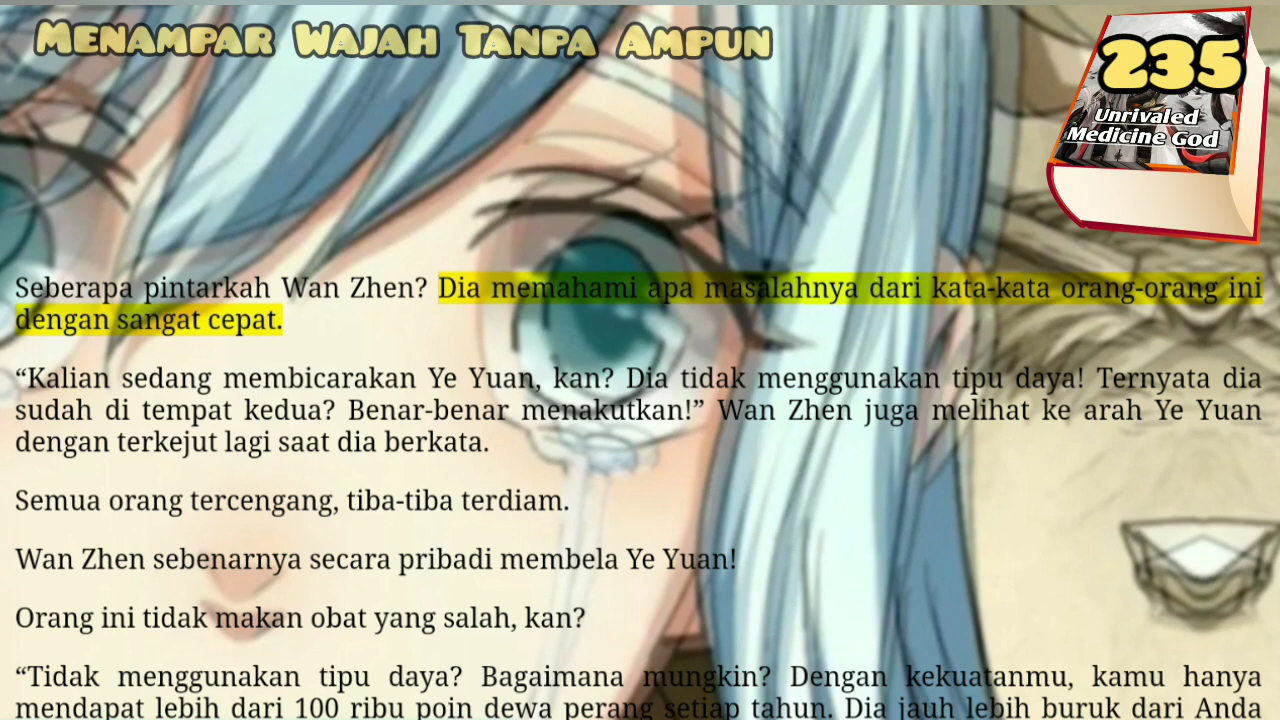 Menampar Wajah Tanpa Ampun
235
Unrivaled
Medicine God
Seberapa pintarkah Wan Zhen? Dia memahami apa masalahnya dari kata-kata orang-orang ini
dengan sangat cepat.
“Kalian sedang membicarakan Ye Yuan, kan? Dia tidak menggunakan tipu daya! Ternyata dia
sudah di tempat kedua? Benar-benar menakutkan!” Wan Zhen juga melihat ke arah Ye Yuan
dengan terkejut lagi saat dia berkata.
Semua orang tercengang, tiba-tiba terdiam.
Wan Zhen sebenarnya secara pribadi membela Ye Yuan!
Orang ini tidak makan obat yang salah, kan?
“Tidak menggunakan tipu daya? Bagaimana mungkin? Dengan kekuatanmu, kamu hanya
mendapat lebih dari 100 ribu poin dewa perang setiap tahun. Dia jauh lebih buruk dari Anda